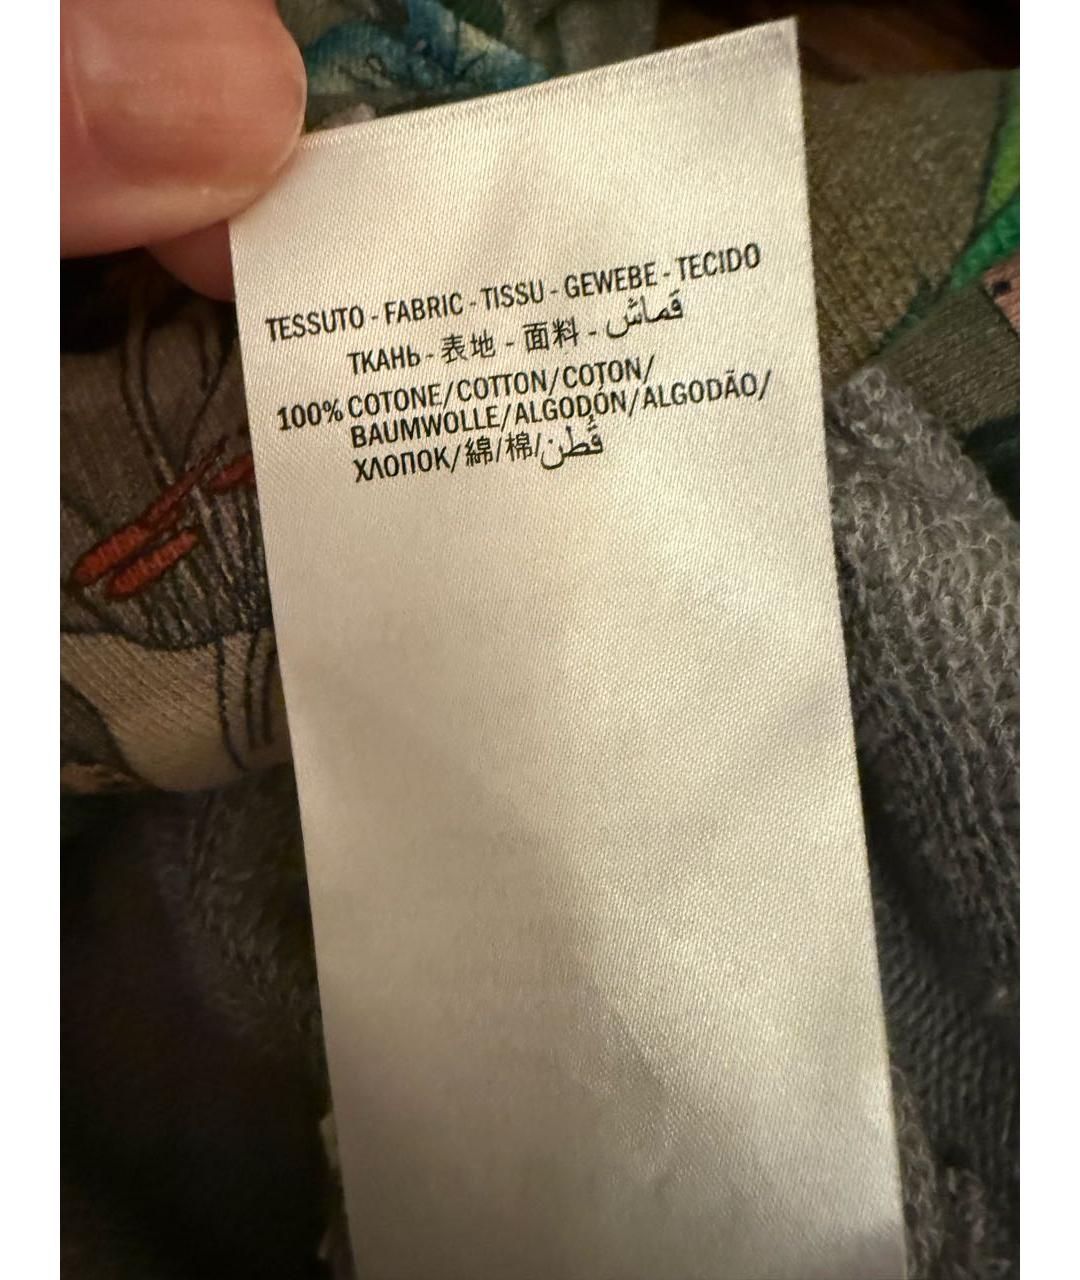 TESSUTO - FABRIC - TISSU - GEWEBE - TECIDO
ТКАНЬ - 表地 - 面料 - قماش
100% COTONE/COTTON/COTON/
BAUMWOLLE/ALGODÓN/ALGODÃO/
ХЛОПОК/綿/棉/قُطن